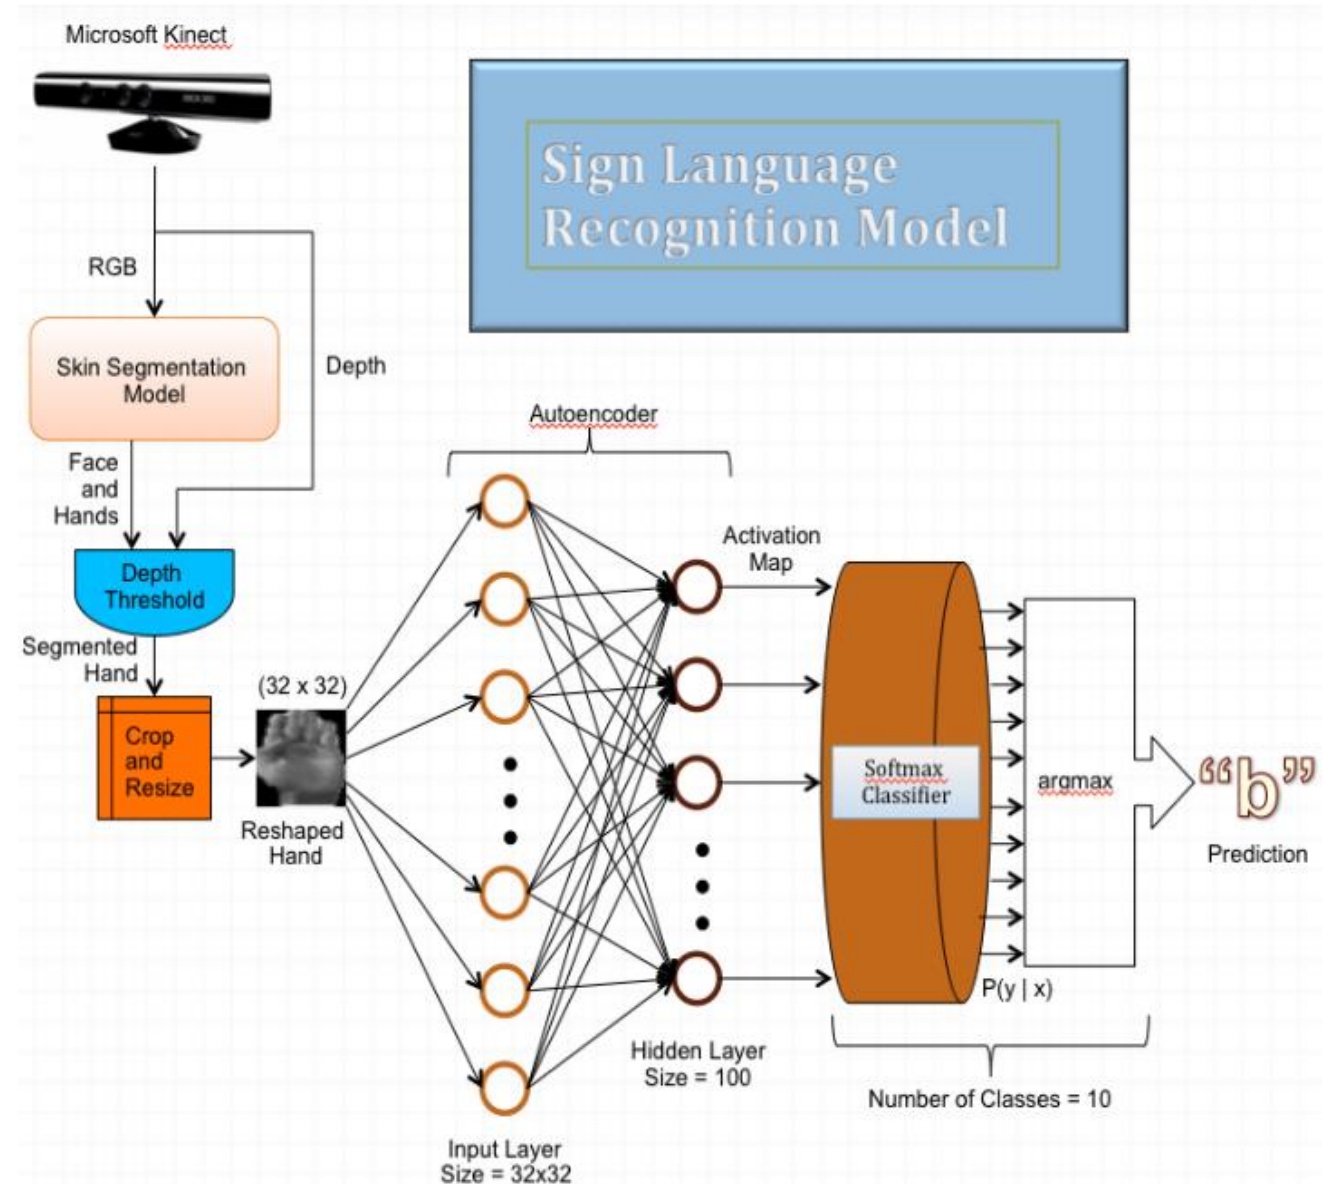 Microsoft Kinect
Sign Language
Recognition Model
RGB
Depth
Skin Segmentation
Model
Face
and
Hands
Depth
Threshold
Segmented
Hand
Crop
and
Resize
(32 x 32)
Reshaped
Hand
Autoencoder
Input Layer
Size = 32x32
Hidden Layer
Size = 100
Activation
Map
Softmax
Classifier
P(y | x)
argmax
Number of Classes = 10
“b”
Prediction